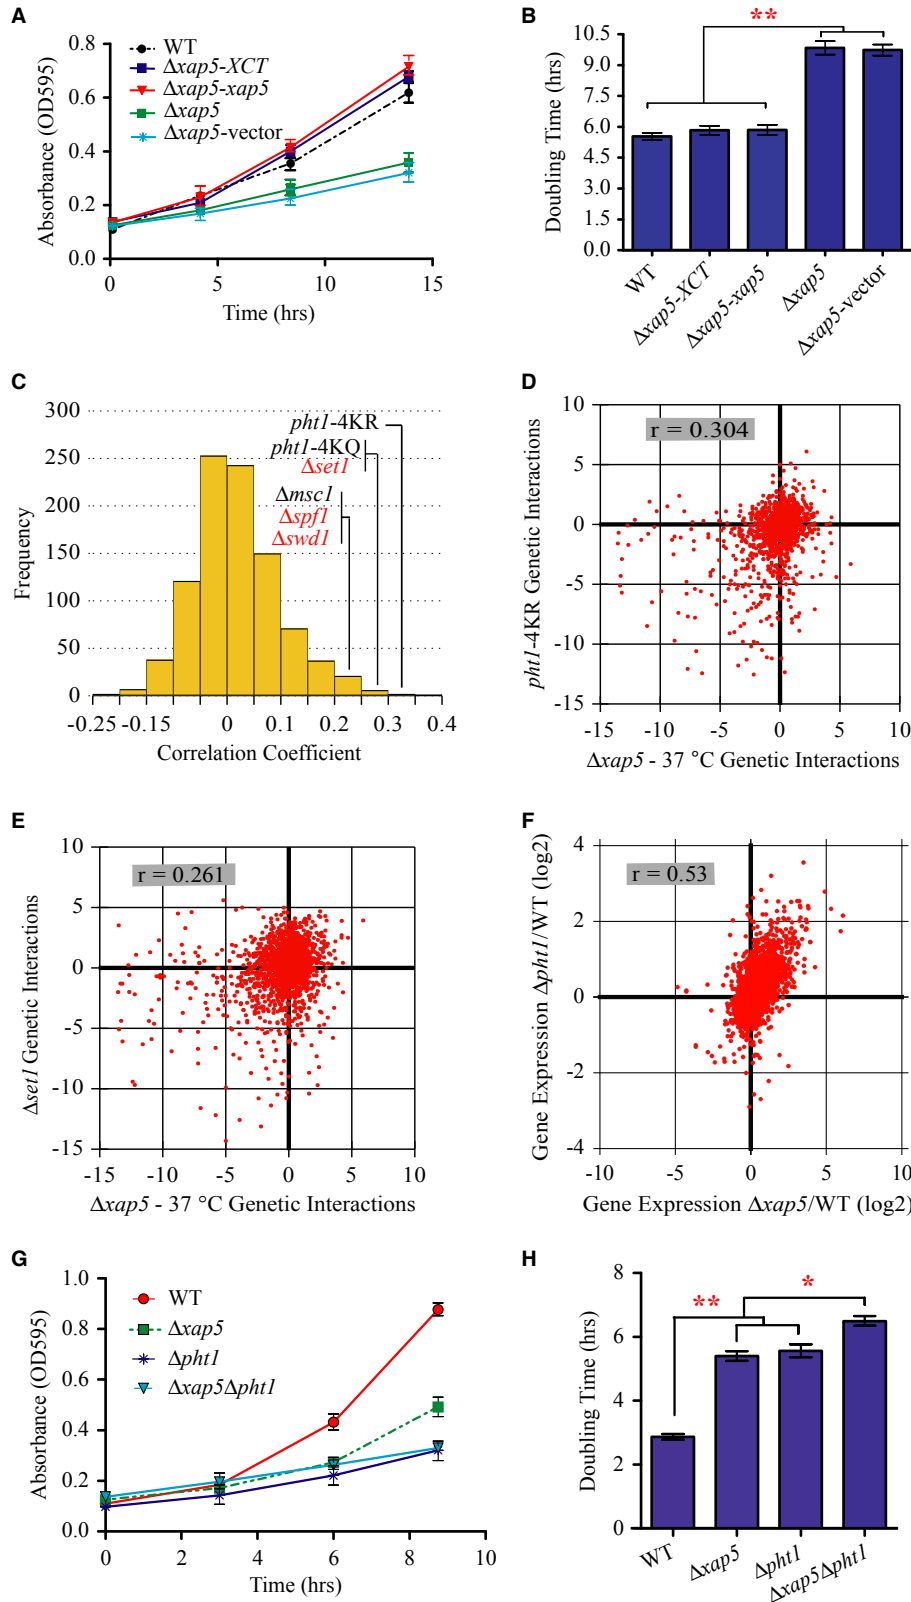 A
WT
Δxap5-XCT
Δxap5-xap5
Δxap5
Δxap5-vector
Absorbance (OD595)
0.8
0.6
0.4
0.2
0.0
0 5 10 15
Time (hrs)
B
**
Doubling Time (hrs)
10.5
9.0
7.5
6.0
4.5
3.0
1.5
0.0
WT
Δxap5-XCT
Δxap5-xap5
Δxap5
Δxap5-vector
C
Frequency
300
250
200
150
100
50
0
pht1-4KR
pht1-4KQ
Δset1
Δmsc1
Δspf1
Δswd1
-0.25 -0.15 0 0.1 0.2 0.3 0.4
Correlation Coefficient
D
r = 0.304
pht1-4KR Genetic Interactions
10
5
0
-5
-10
-15
-15 -10 -5 0 5 10
Δxap5 - 37 °C Genetic Interactions
E
r = 0.261
Δset1 Genetic Interactions
10
5
0
-5
-10
-15
-15 -10 -5 0 5 10
Δxap5 - 37 °C Genetic Interactions
F
r = 0.53
Gene Expression Δpht1/WT (log2)
4
2
0
-2
-4
-10 -5 0 5 10
Gene Expression Δxap5/WT (log2)
G
WT
Δxap5
Δpht1
Δxap5Δpht1
Absorbance (OD595)
1.0
0.8
0.6
0.4
0.2
0.0
0 2 4 6 8 10
Time (hrs)
H
**
*
Doubling Time (hrs)
8
6
4
2
0
WT
Δxap5
Δpht1
Δxap5Δpht1